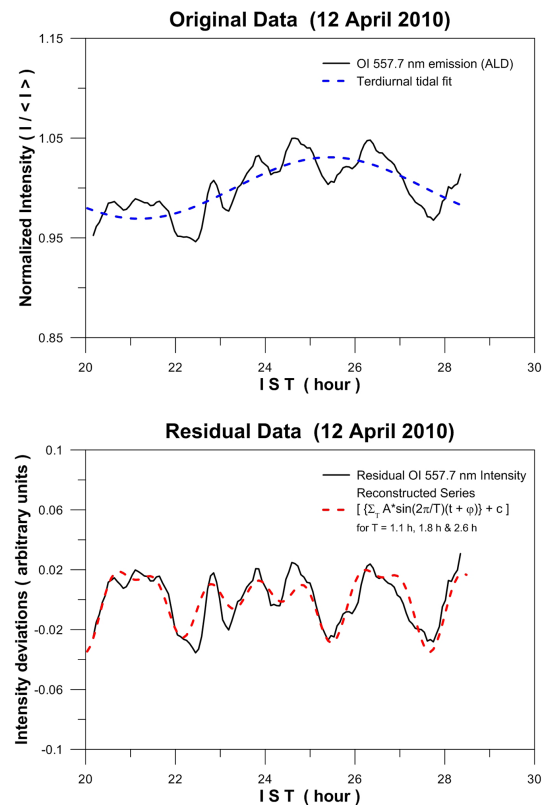 Original Data (12 April 2010)
1.15
OI 557.7 nm emission (ALD)
Terdiurnal tidal fit
1.05
0.95
0.85
Normalized Intensity ( I / < I > )
20 22 24 26 28 30
I S T ( hour )
Residual Data (12 April 2010)
0.1
Residual OI 557.7 nm Intensity
Reconstructed Series
[ {Σ_T A*sin(2π/T)(t + φ)} + c ]
for T = 1.1 h, 1.8 h & 2.6 h
0.06
0.02
-0.02
-0.06
-0.1
Intensity deviations ( arbitrary units )
20 22 24 26 28 30
I S T ( hour )